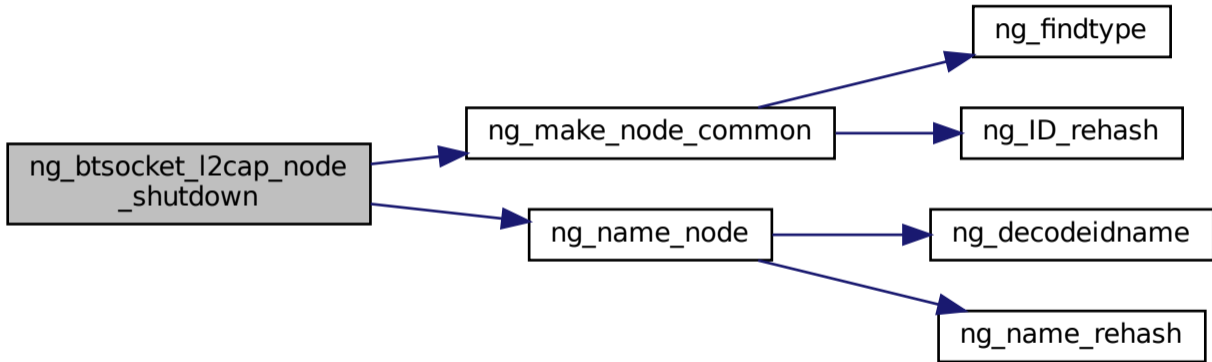 ng_btsocket_l2cap_node
_shutdown
ng_make_node_common
ng_findtype
ng_ID_rehash
ng_name_node
ng_decodeidname
ng_name_rehash